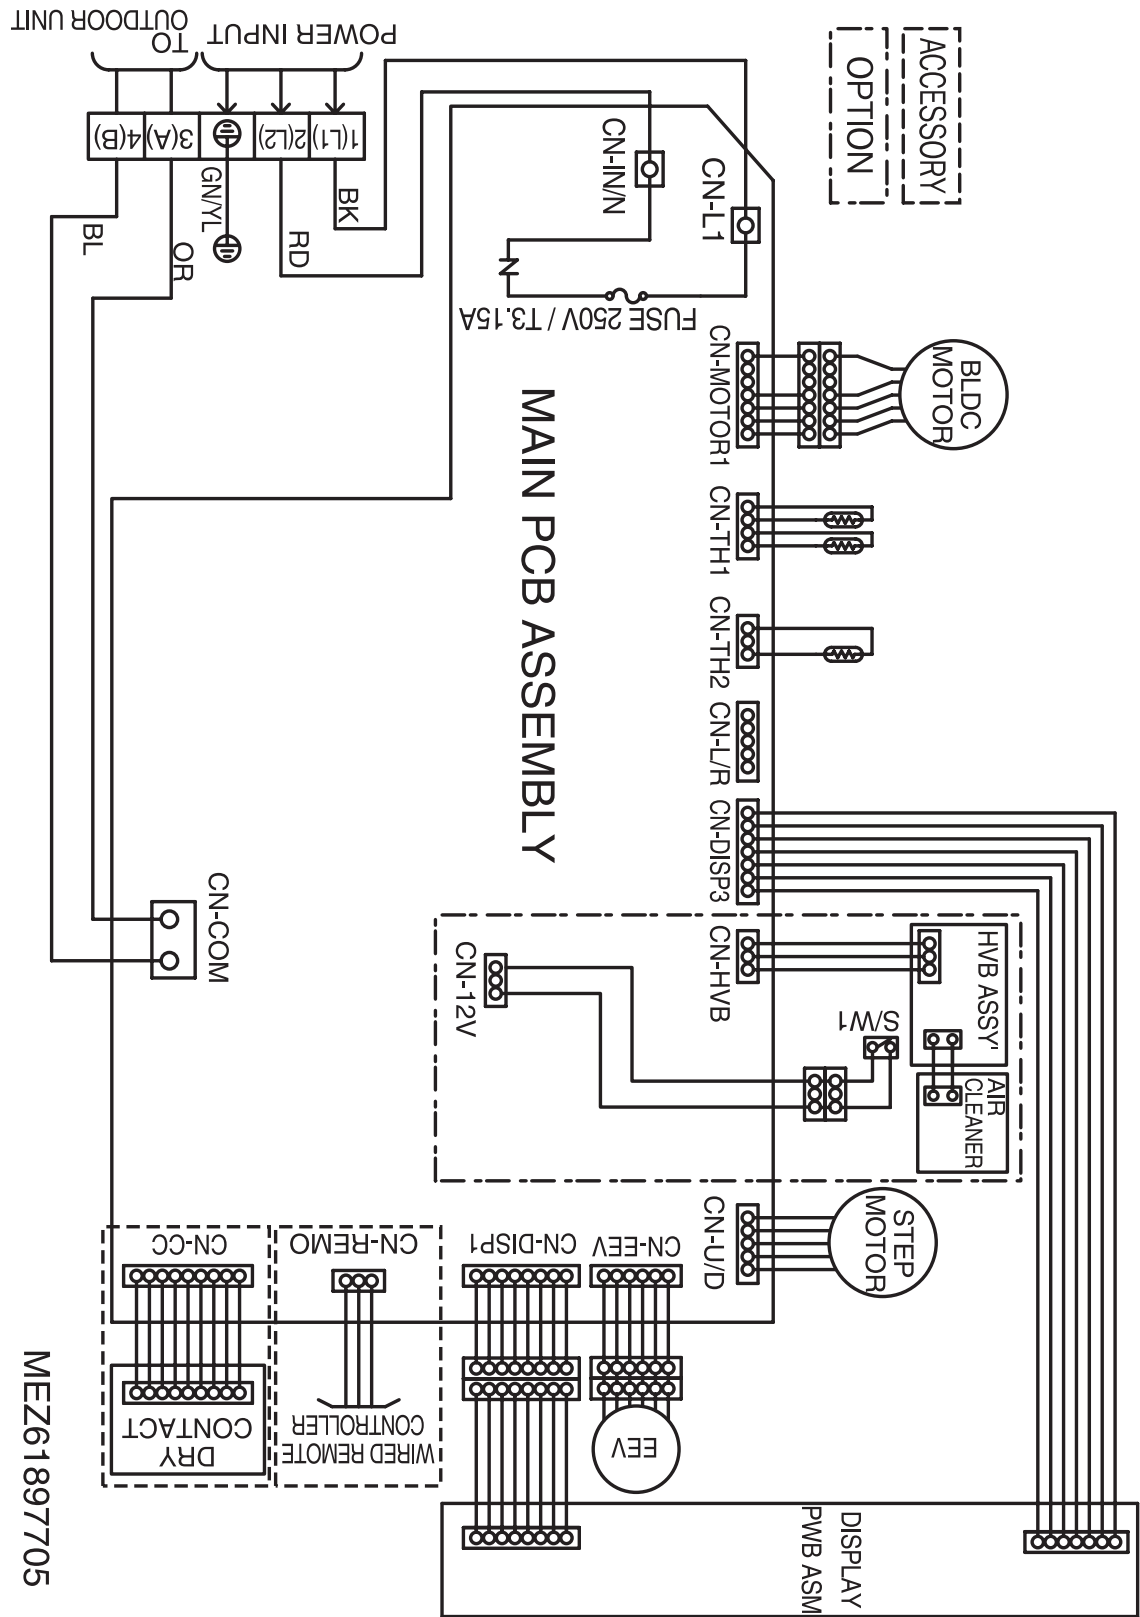 TO
OUTDOOR UNIT
POWER INPUT
4(B)
3(A)
2(L2)
1(L1)
BL
OR
GN/YL
RD
BK
CN-IN/N
CN-L1
OPTION
ACCESSORY
FUSE 250V / T3.15A
MAIN PCB ASSEMBLY
CN-MOTOR1
BLDC
MOTOR
CN-TH1
CN-TH2
CN-L/R
CN-DISP3
CN-COM
CN-12V
CN-HVB
S/W1
HVB ASSY'
AIR
CLEANER
CN-U/D
STEP
MOTOR
CN-CC
CN-REMO
CN-DISP1
CN-EEV
DRY
CONTACT
WIRED REMOTE
CONTROLLER
EEV
DISPLAY
PWB ASM
MEZ61897705